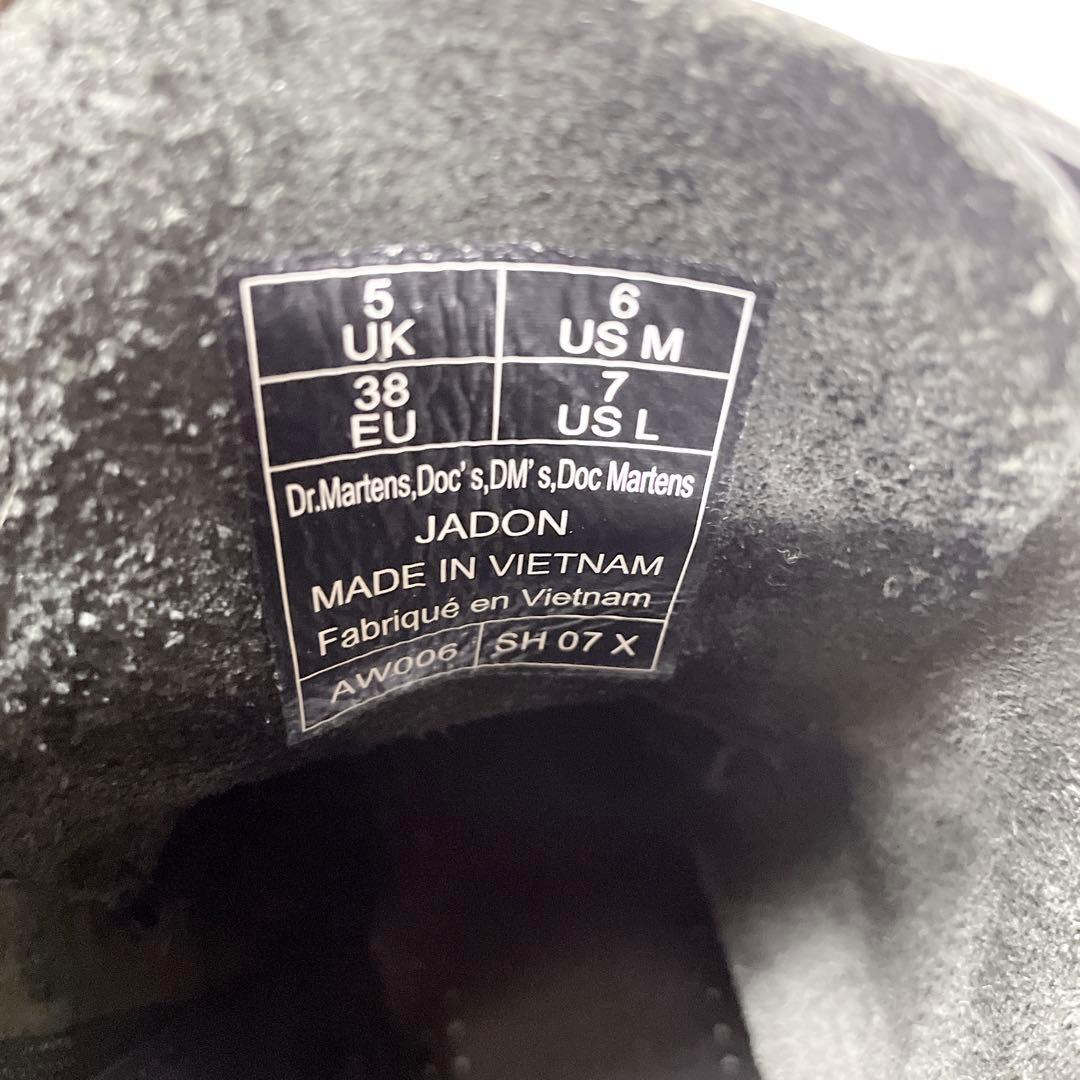 5 UK
6 US M
38 EU
7 US L
Dr.Martens,Doc's,DM's,Doc Martens
JADON
MADE IN VIETNAM
Fabriqué en Vietnam
AW006 SH 07 X